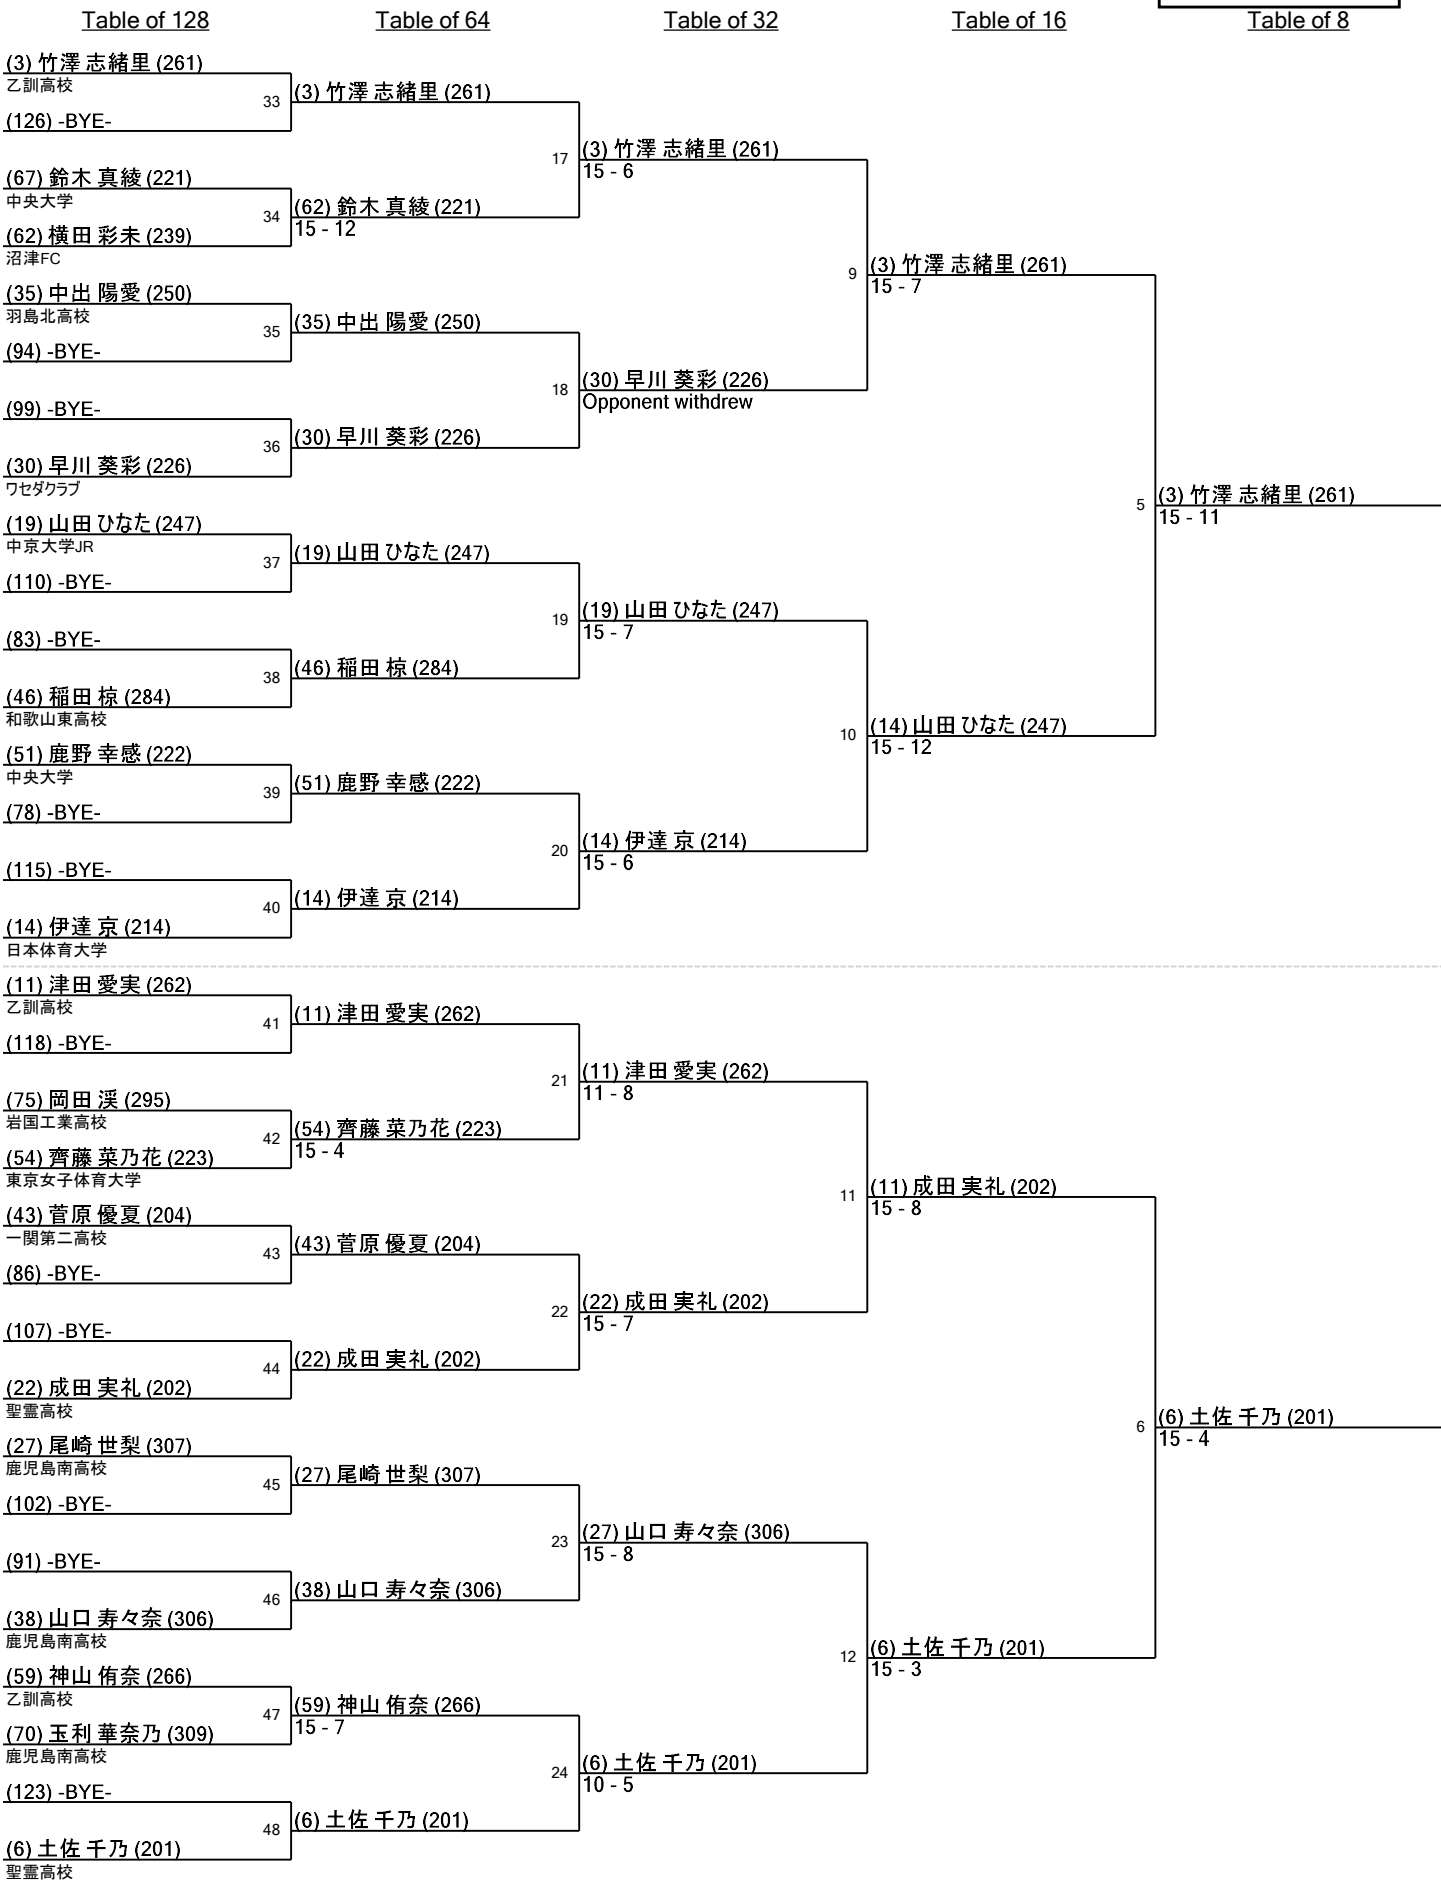 Table of 128
Table of 64
Table of 32
Table of 16
Table of 8
(3) 竹澤 志緒里 (261)
乙訓高校
33
(126) -BYE-
(67) 鈴木 真綾 (221)
中央大学
34
(62) 横田 彩未 (239)
沼津FC
(35) 中出 陽愛 (250)
羽島北高校
35
(94) -BYE-
(99) -BYE-
36
(30) 早川 葵彩 (226)
ワセダクラブ
(19) 山田 ひなた (247)
中京大学JR
37
(110) -BYE-
(83) -BYE-
38
(46) 稲田 椋 (284)
和歌山東高校
(51) 鹿野 幸感 (222)
中央大学
39
(78) -BYE-
(115) -BYE-
40
(14) 伊達 京 (214)
日本体育大学
(11) 津田 愛実 (262)
乙訓高校
41
(118) -BYE-
(75) 岡田 渓 (295)
岩国工業高校
42
(54) 齊藤 菜乃花 (223)
東京女子体育大学
(43) 菅原 優夏 (204)
一関第二高校
43
(86) -BYE-
(107) -BYE-
44
(22) 成田 実礼 (202)
聖霊高校
(27) 尾崎 世梨 (307)
鹿児島南高校
45
(102) -BYE-
(91) -BYE-
46
(38) 山口 寿々奈 (306)
鹿児島南高校
(59) 神山 侑奈 (266)
乙訓高校
47
(70) 玉利 華奈乃 (309)
鹿児島南高校
(123) -BYE-
48
(6) 土佐 千乃 (201)
聖霊高校
(3) 竹澤 志緒里 (261)
17
(62) 鈴木 真綾 (221)
15 - 12
(35) 中出 陽愛 (250)
18
(30) 早川 葵彩 (226)
(19) 山田 ひなた (247)
19
(46) 稲田 椋 (284)
(51) 鹿野 幸感 (222)
20
(14) 伊達 京 (214)
(11) 津田 愛実 (262)
21
(54) 齊藤 菜乃花 (223)
15 - 4
(43) 菅原 優夏 (204)
22
(22) 成田 実礼 (202)
(27) 尾崎 世梨 (307)
23
(38) 山口 寿々奈 (306)
(59) 神山 侑奈 (266)
15 - 7
24
(6) 土佐 千乃 (201)
(3) 竹澤 志緒里 (261)
15 - 6
9
(30) 早川 葵彩 (226)
Opponent withdrew
(19) 山田 ひなた (247)
15 - 7
10
(14) 伊達 京 (214)
15 - 6
(11) 津田 愛実 (262)
11 - 8
11
(22) 成田 実礼 (202)
15 - 7
(27) 山口 寿々奈 (306)
15 - 8
12
(6) 土佐 千乃 (201)
10 - 5
(3) 竹澤 志緒里 (261)
15 - 7
5
(14) 山田 ひなた (247)
15 - 12
(11) 成田 実礼 (202)
15 - 8
6
(6) 土佐 千乃 (201)
15 - 3
(3) 竹澤 志緒里 (261)
15 - 11
(6) 土佐 千乃 (201)
15 - 4